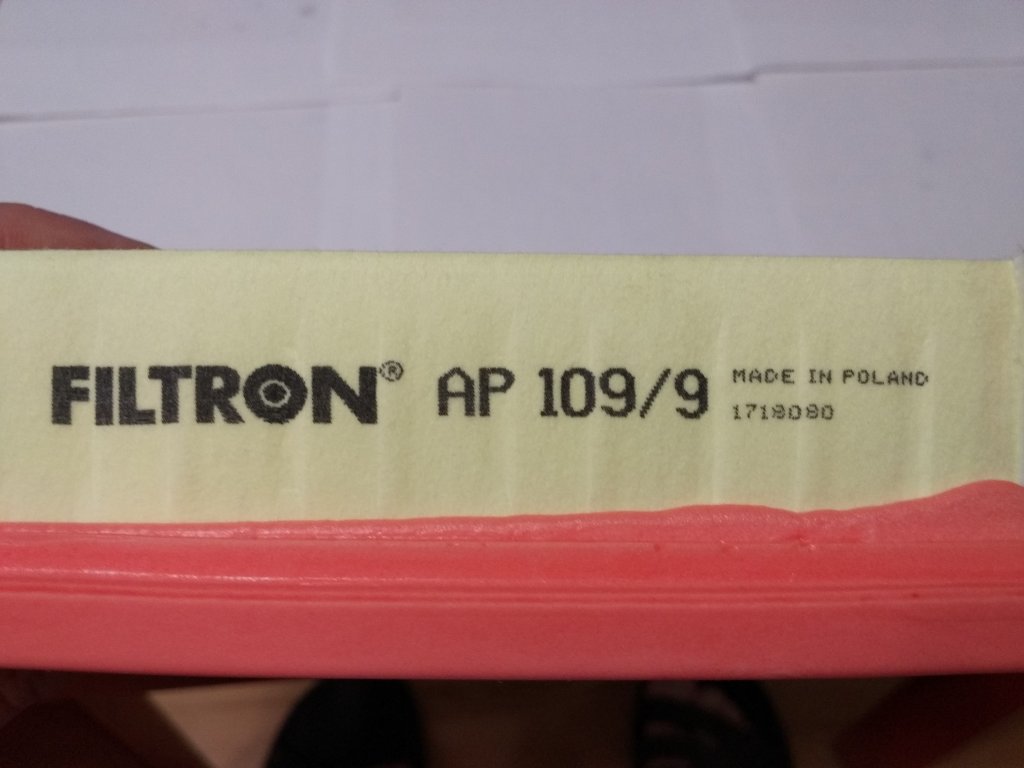 FILTRON® AP 109/9
MADE IN POLAND
1718080